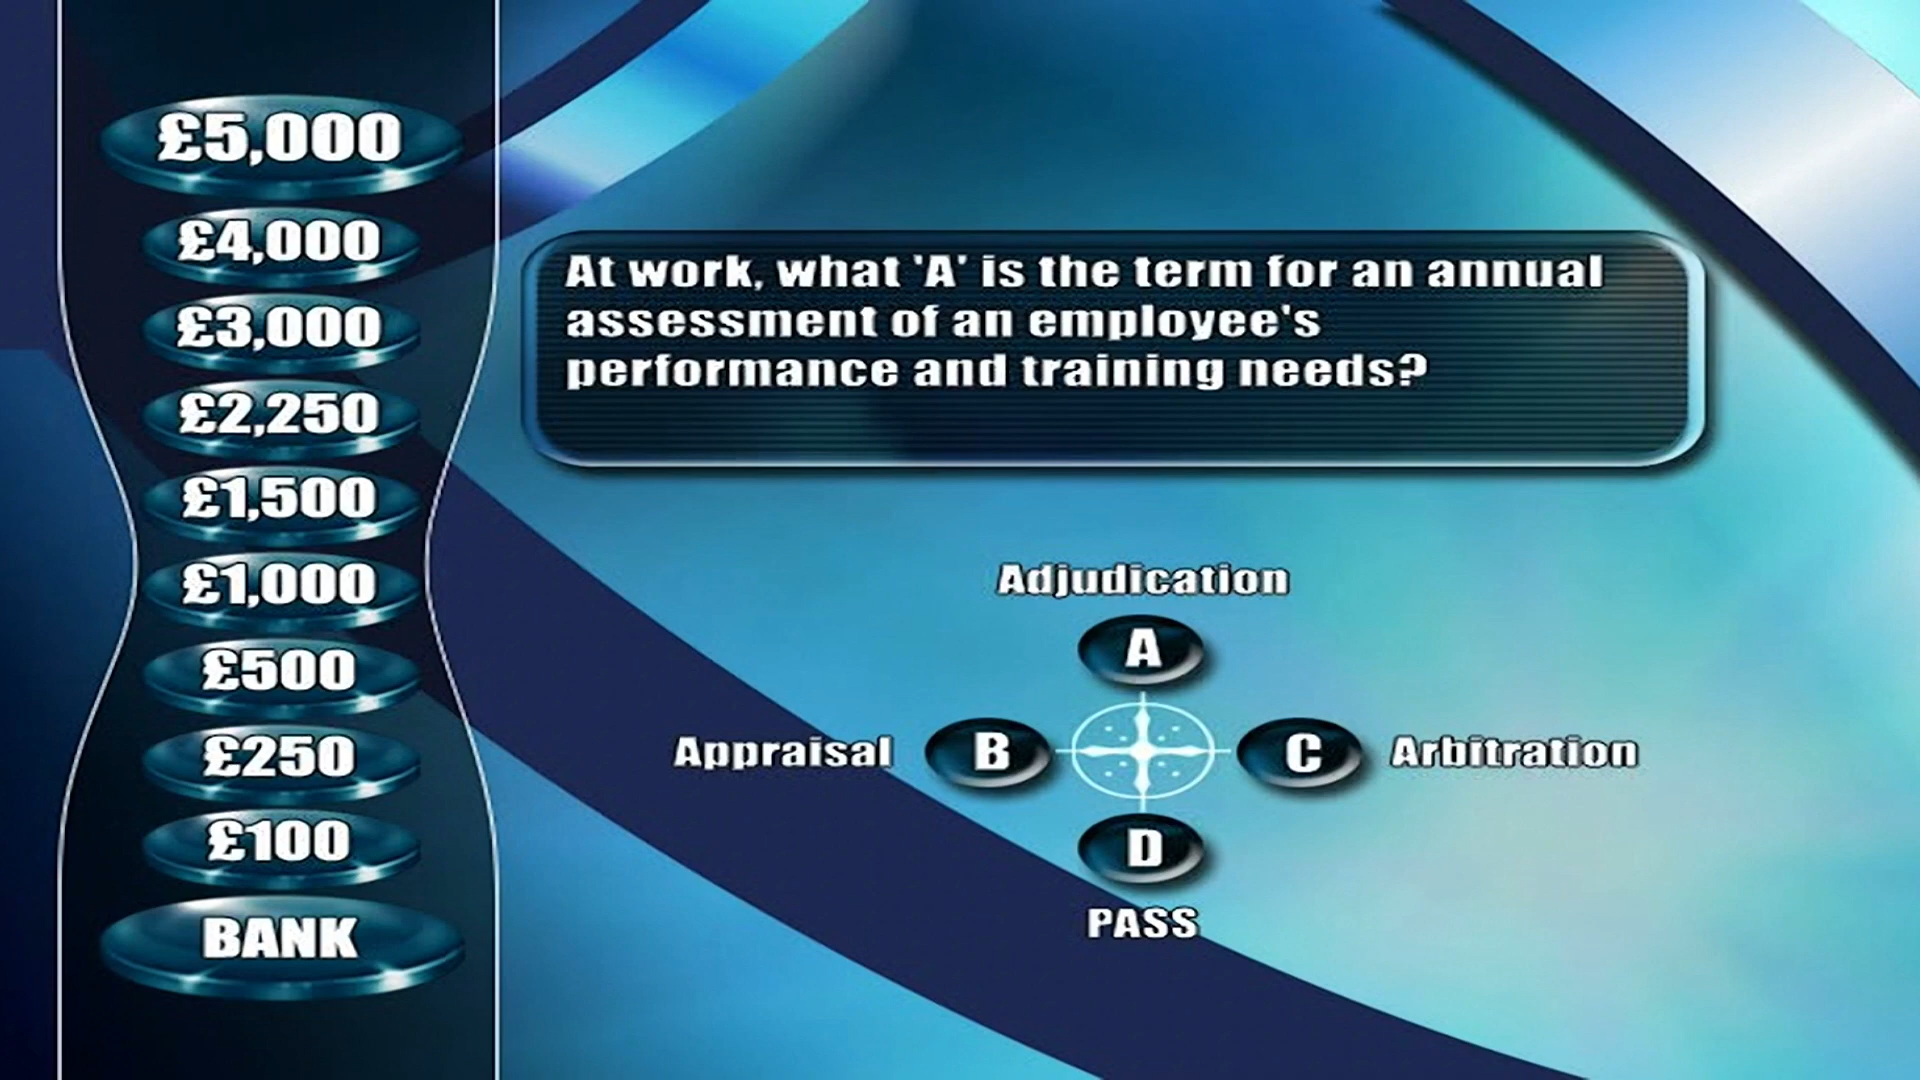 £5,000
£4,000
£3,000
£2,250
£1,500
£1,000
£500
£250
£100
BANK
At work, what 'A' is the term for an annual
assessment of an employee's
performance and training needs?
Adjudication
A
Appraisal B C Arbitration
D
PASS